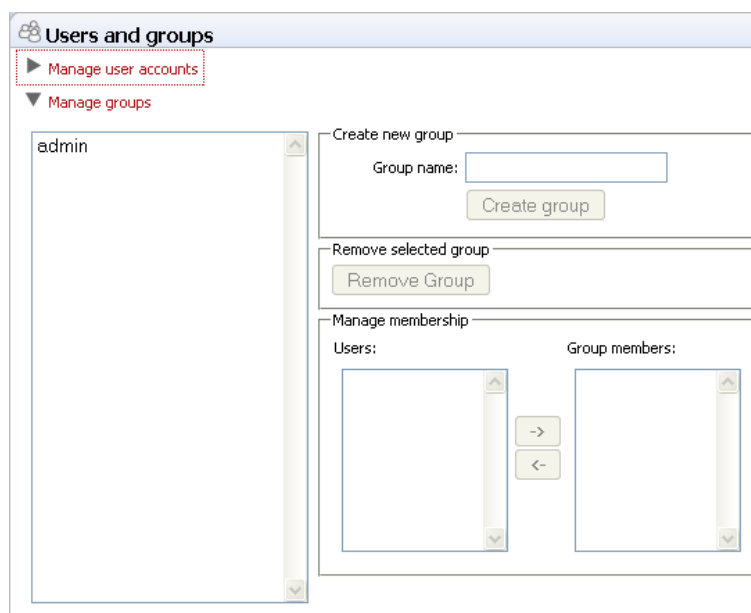 Users and groups
Manage user accounts
Manage groups
admin
Create new group
Group name:
Create group
Remove selected group
Remove Group
Manage membership
Users:
Group members:
->
<-